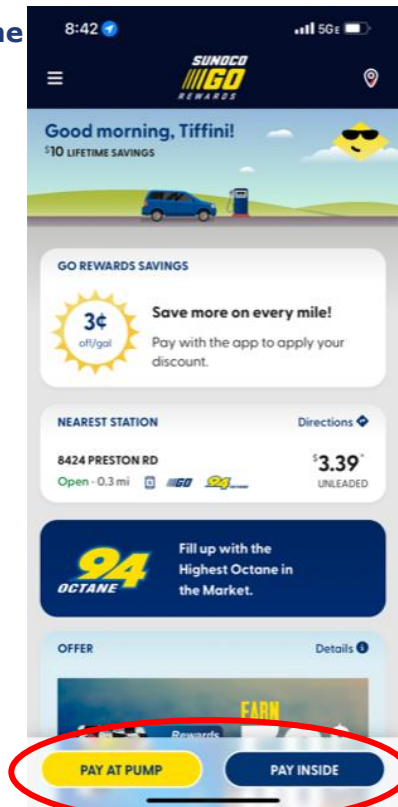 ne
8:42
5GE
SUNOCO
GO
REWARDS
Good morning, Tiffini!
$10 LIFETIME SAVINGS
GO REWARDS SAVINGS
3¢
off/gal
Save more on every mile!
Pay with the app to apply your
discount.
NEAREST STATION Directions
8424 PRESTON RD $3.39*
Open · 0.3 mi GO 94 UNLEADED
94
OCTANE
Fill up with the
Highest Octane in
the Market.
OFFER Details
EARN
Rewards
PAY AT PUMP PAY INSIDE